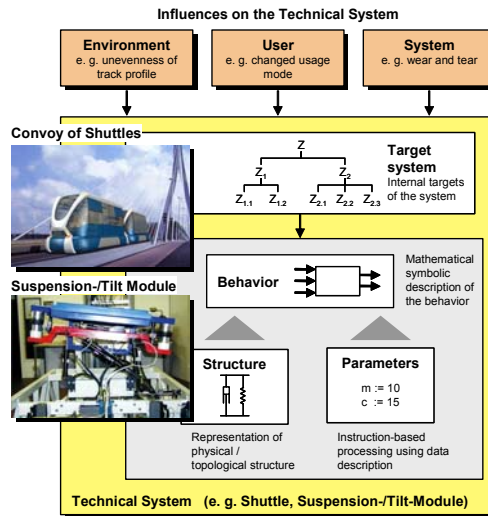 Influences on the Technical System
Environment
e. g. unevenness of
track profile
User
e. g. changed usage
mode
System
e. g. wear and tear
Convoy of Shuttles
Z
Z1
Z2
Z1.1
Z1.2
Z2.1
Z2.2
Z2.3
Target
system
Internal targets
of the system
Behavior
Mathematical
symbolic
description of
the behavior
Suspension-/Tilt Module
Structure
Parameters
m := 10
c := 15
Representation of
physical /
topological structure
Instruction-based
processing using data
description
Technical System (e. g. Shuttle, Suspension-/Tilt-Module)